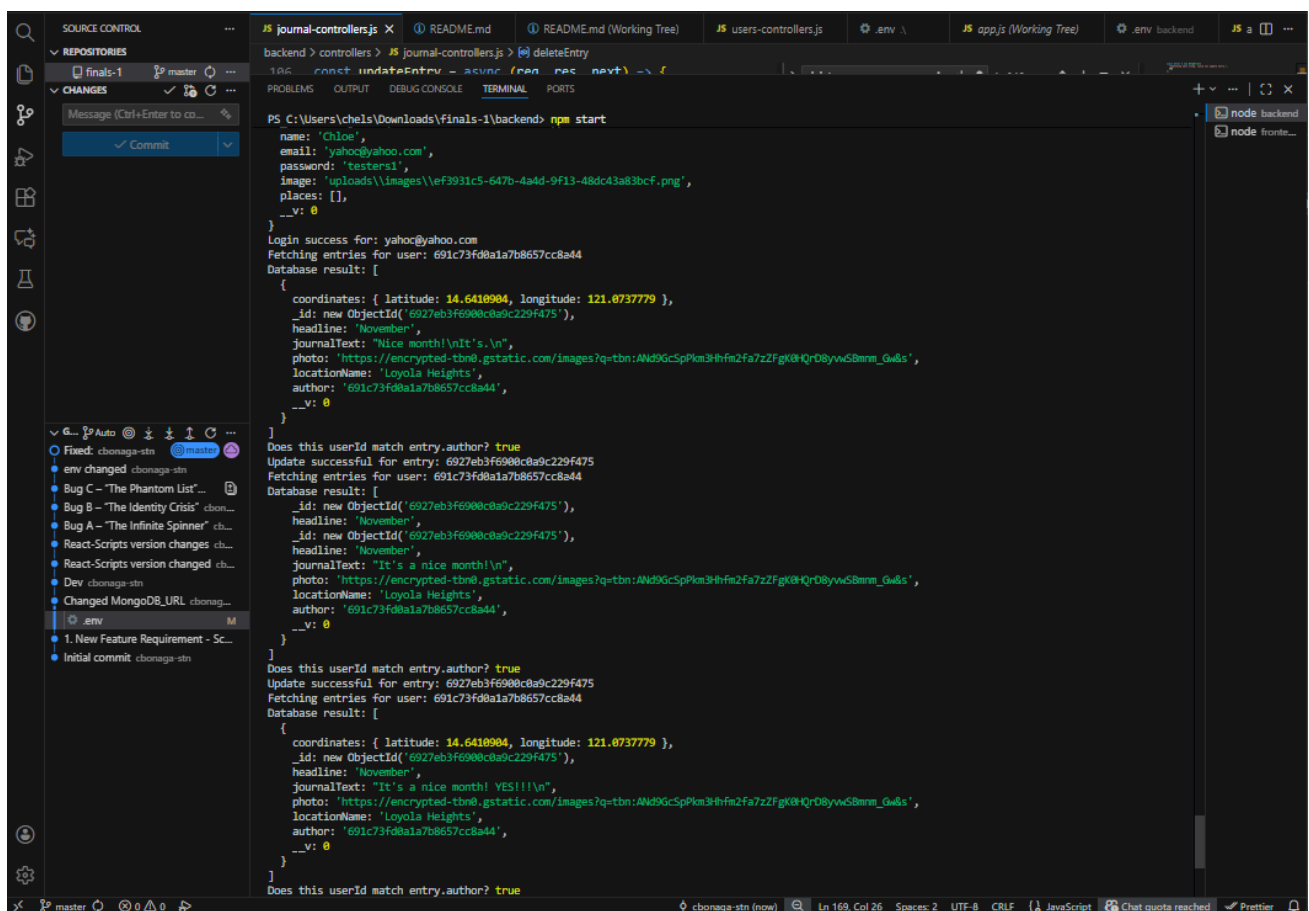 SOURCE CONTROL
REPOSITORIES
finals-1 master
CHANGES
Message (Ctrl+Enter to co...
Commit
G... Auto
Fixed: cbonaga-stn master
env changed cbonaga-stn
Bug C – "The Phantom List"...
Bug B – "The Identity Crisis" cbon...
Bug A – "The Infinite Spinner" cb...
React-Scripts version changes cb...
React-Scripts version changed cb...
Dev cbonaga-stn
Changed MongoDB_URL cbonag...
.env M
1. New Feature Requirement - Sc...
Initial commit cbonaga-stn
JS journal-controllers.js README.md README.md (Working Tree) JS users-controllers.js .env .\ JS app.js (Working Tree) .env backend JS a
backend > controllers > JS journal-controllers.js > deleteEntry
106 const updateEntry = async (req, res, next) => {
PROBLEMS OUTPUT DEBUG CONSOLE TERMINAL PORTS
PS C:\Users\chels\Downloads\finals-1\backend> npm start
name: 'Chloe',
email: 'yahoc@yahoo.com',
password: 'testers1',
image: 'uploads\\images\\ef3931c5-647b-4a4d-9f13-48dc43a83bcf.png',
places: [],
__v: 0
}
Login success for: yahoc@yahoo.com
Fetching entries for user: 691c73fd0a1a7b8657cc8a44
Database result: [
{
coordinates: { latitude: 14.6410904, longitude: 121.0737779 },
_id: new ObjectId('6927eb3f6900c0a9c229f475'),
headline: 'November',
journalText: "Nice month!\nIt's.\n",
photo: 'https://encrypted-tbn0.gstatic.com/images?q=tbn:ANd9GcSpPkm3Hhfm2fa7zZFgK0HQrD8yvwSBmnm_Gw&s',
locationName: 'Loyola Heights',
author: '691c73fd0a1a7b8657cc8a44',
__v: 0
}
]
Does this userId match entry.author? true
Update successful for entry: 6927eb3f6900c0a9c229f475
Fetching entries for user: 691c73fd0a1a7b8657cc8a44
Database result: [
_id: new ObjectId('6927eb3f6900c0a9c229f475'),
headline: 'November',
_id: new ObjectId('6927eb3f6900c0a9c229f475'),
headline: 'November',
journalText: "It's a nice month!\n",
photo: 'https://encrypted-tbn0.gstatic.com/images?q=tbn:ANd9GcSpPkm3Hhfm2fa7zZFgK0HQrD8yvwSBmnm_Gw&s',
locationName: 'Loyola Heights',
author: '691c73fd0a1a7b8657cc8a44',
__v: 0
}
]
Does this userId match entry.author? true
Update successful for entry: 6927eb3f6900c0a9c229f475
Fetching entries for user: 691c73fd0a1a7b8657cc8a44
Database result: [
{
coordinates: { latitude: 14.6410904, longitude: 121.0737779 },
_id: new ObjectId('6927eb3f6900c0a9c229f475'),
headline: 'November',
journalText: "It's a nice month! YES!!!\n",
photo: 'https://encrypted-tbn0.gstatic.com/images?q=tbn:ANd9GcSpPkm3Hhfm2fa7zZFgK0HQrD8yvwSBmnm_Gw&s',
locationName: 'Loyola Heights',
author: '691c73fd0a1a7b8657cc8a44',
__v: 0
}
]
Does this userId match entry.author? true
node backend
node fronte...
master 0 0 cbonaga-stn (now) Ln 169, Col 26 Spaces: 2 UTF-8 CRLF {} JavaScript Chat quota reached Prettier